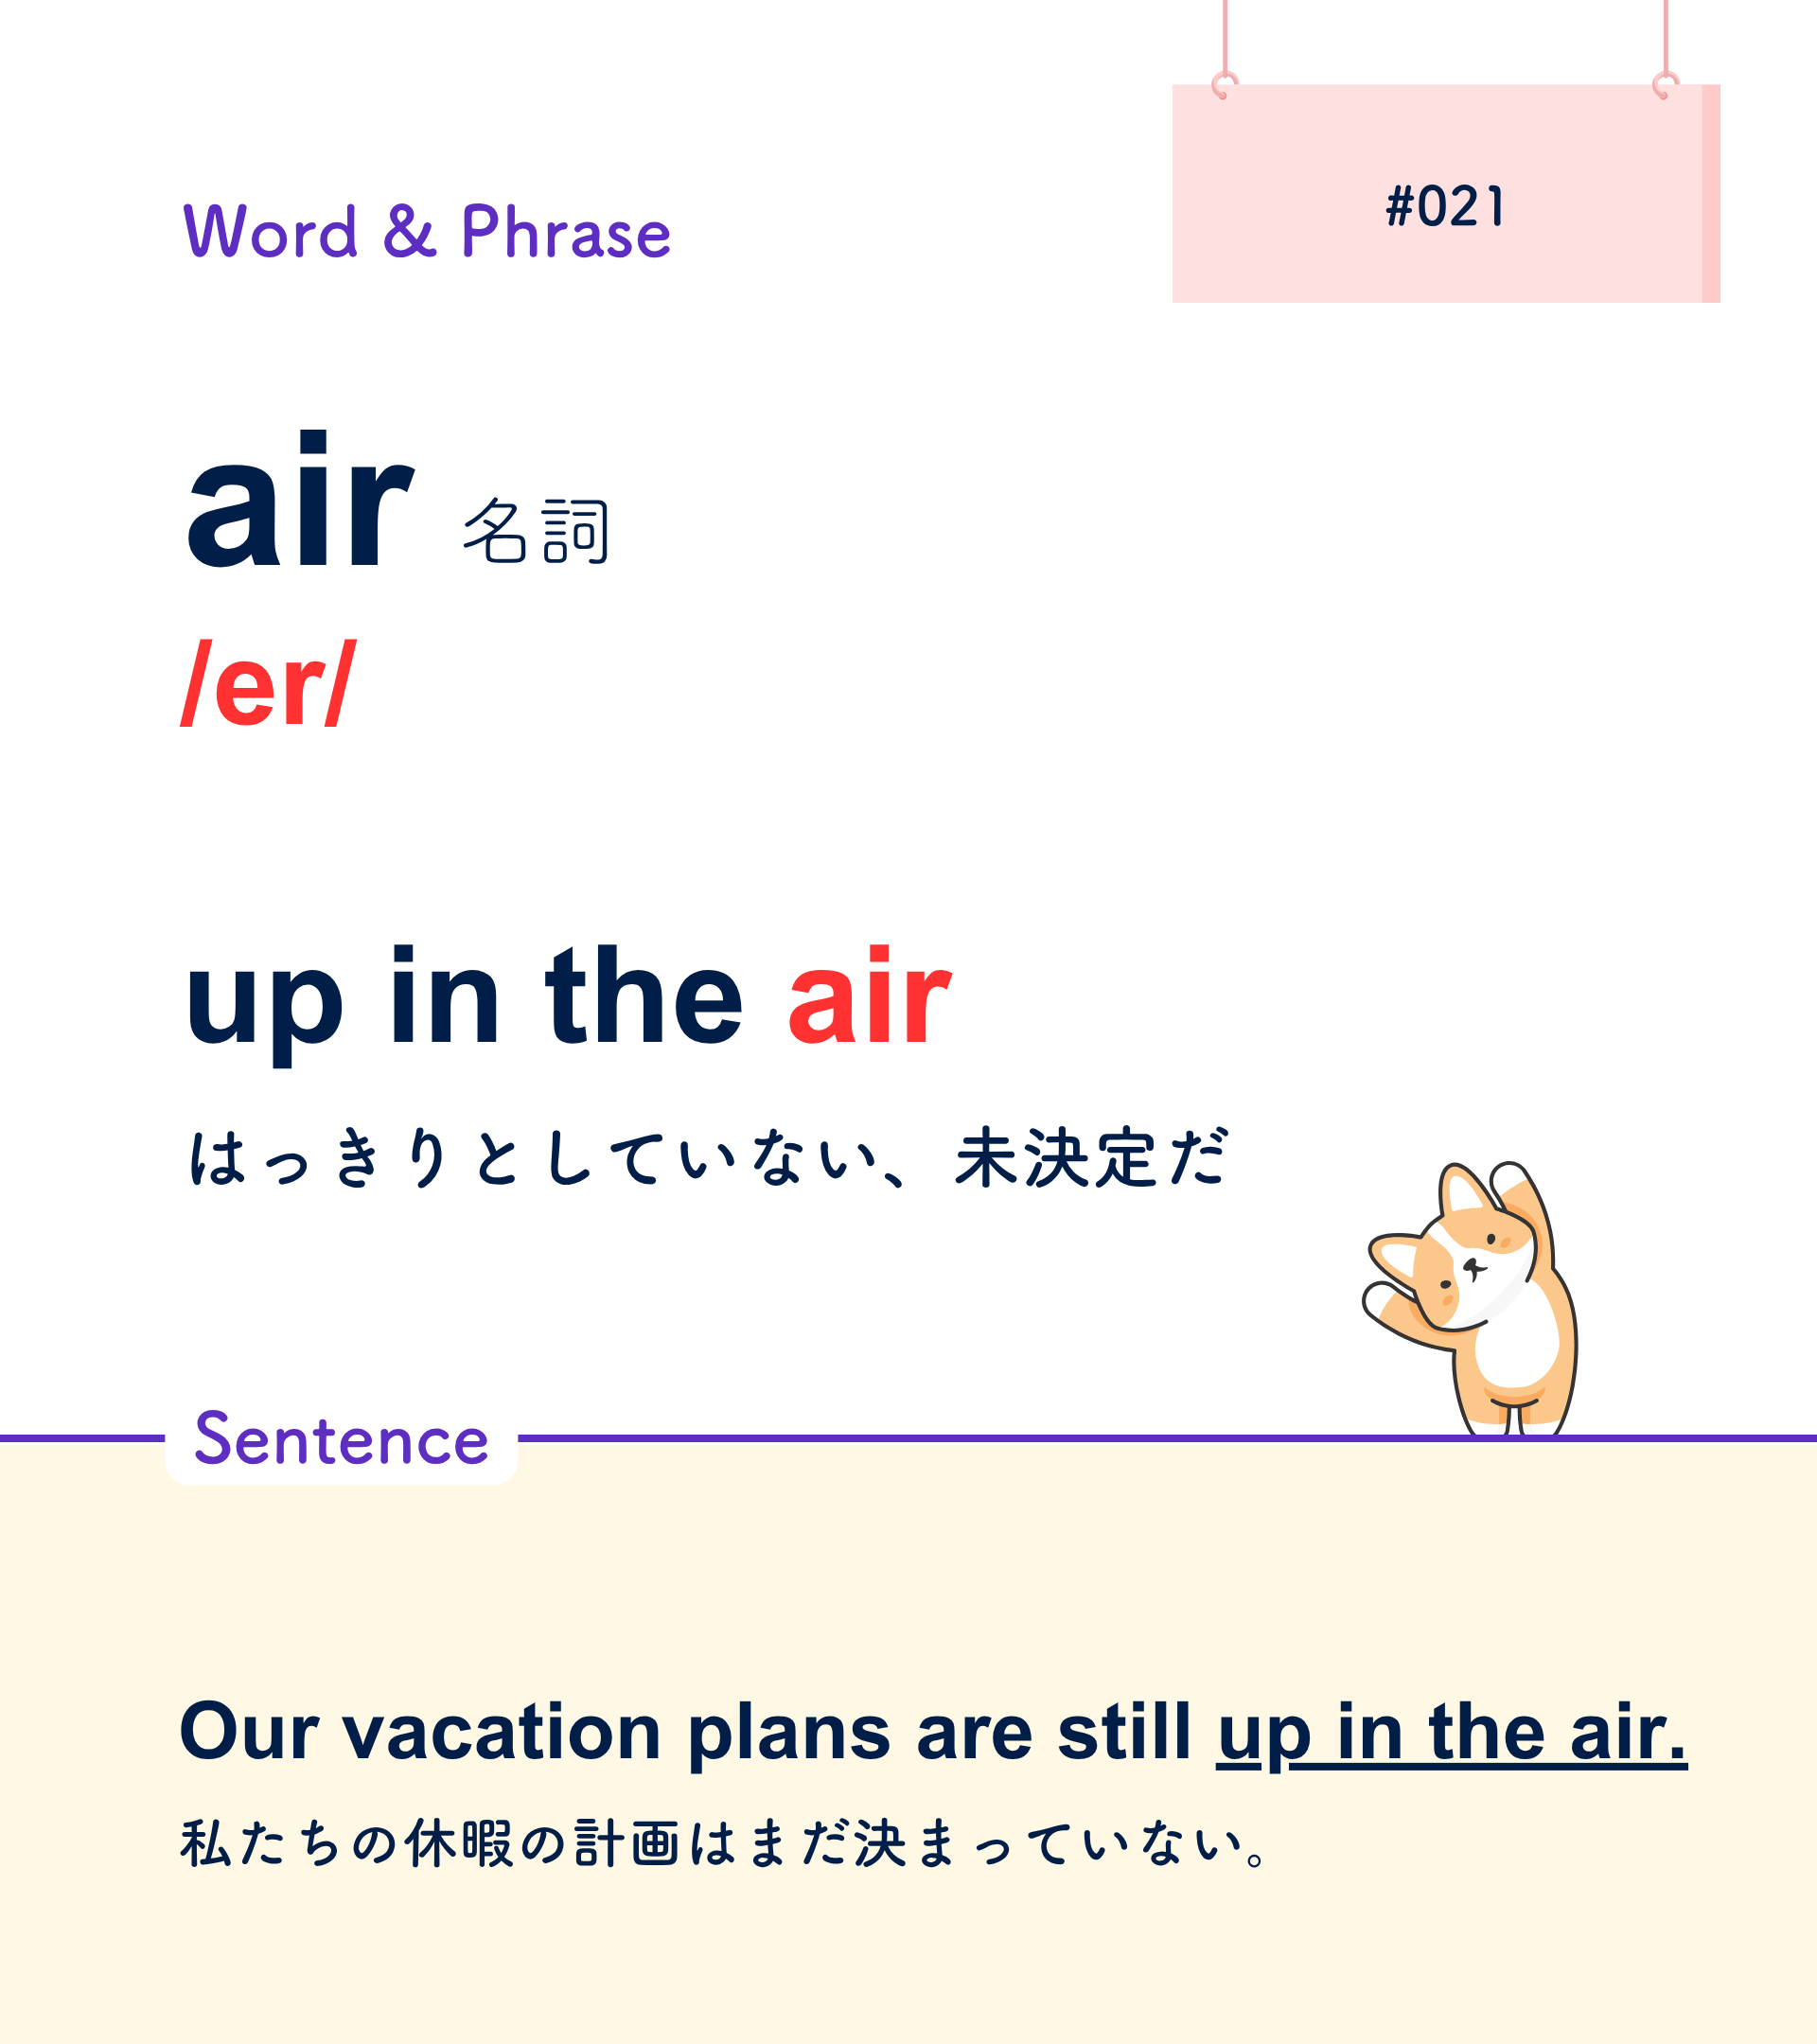 #021
Word & Phrase
air 名詞
/er/
up in the air
はっきりとしていない、未決定だ
Sentence
Our vacation plans are still up in the air.
私たちの休暇の計画はまだ決まっていない。